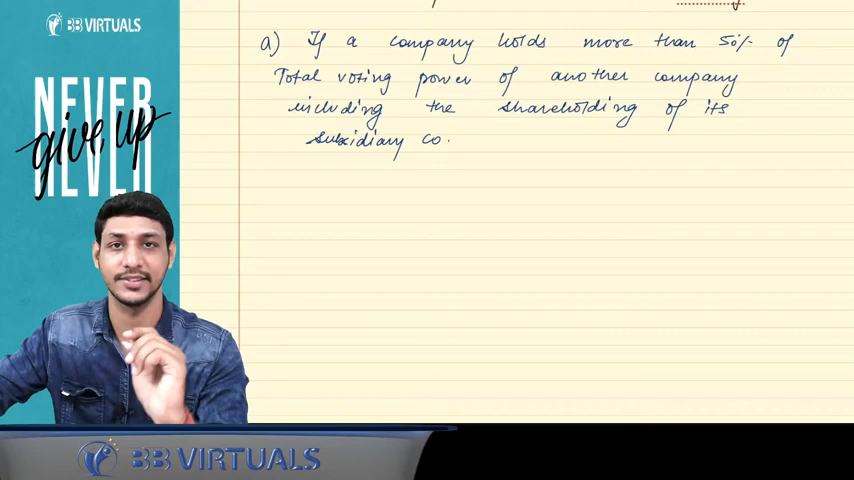 BB VIRTUALS
NEVER
give up
NEVER
a) If a company holds more than 50% of
Total voting power of another company
including the shareholding of its
subsidiary co.
BB VIRTUALS